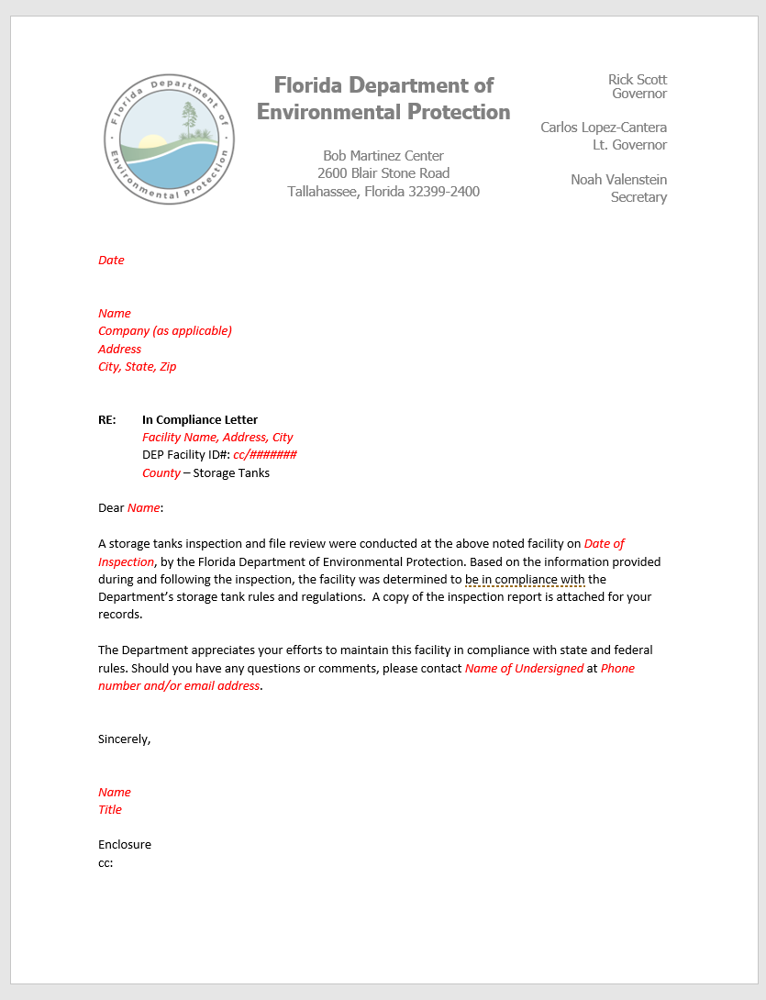 Florida Department of
Environmental Protection
Florida Department of
Environmental Protection
Bob Martinez Center
2600 Blair Stone Road
Tallahassee, Florida 32399-2400
Rick Scott
Governor
Carlos Lopez-Cantera
Lt. Governor
Noah Valenstein
Secretary
Date
Name
Company (as applicable)
Address
City, State, Zip
RE: In Compliance Letter
Facility Name, Address, City
DEP Facility ID#: cc/#######
County – Storage Tanks
Dear Name:
A storage tanks inspection and file review were conducted at the above noted facility on Date of
Inspection, by the Florida Department of Environmental Protection. Based on the information provided
during and following the inspection, the facility was determined to be in compliance with the
Department’s storage tank rules and regulations.  A copy of the inspection report is attached for your
records.
The Department appreciates your efforts to maintain this facility in compliance with state and federal
rules. Should you have any questions or comments, please contact Name of Undersigned at Phone
number and/or email address.
Sincerely,
Name
Title
Enclosure
cc: